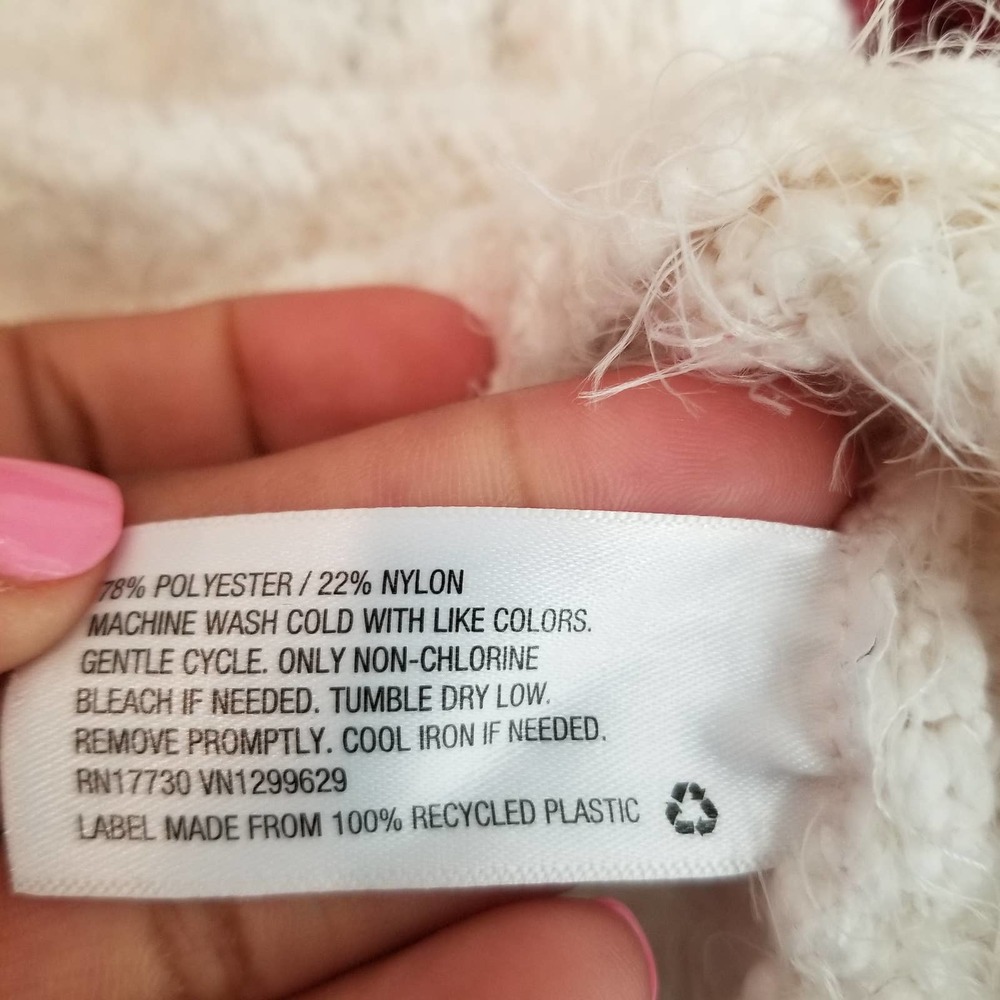 78% POLYESTER / 22% NYLON
MACHINE WASH COLD WITH LIKE COLORS.
GENTLE CYCLE. ONLY NON-CHLORINE
BLEACH IF NEEDED. TUMBLE DRY LOW.
REMOVE PROMPTLY. COOL IRON IF NEEDED.
RN17730 VN1299629
LABEL MADE FROM 100% RECYCLED PLASTIC